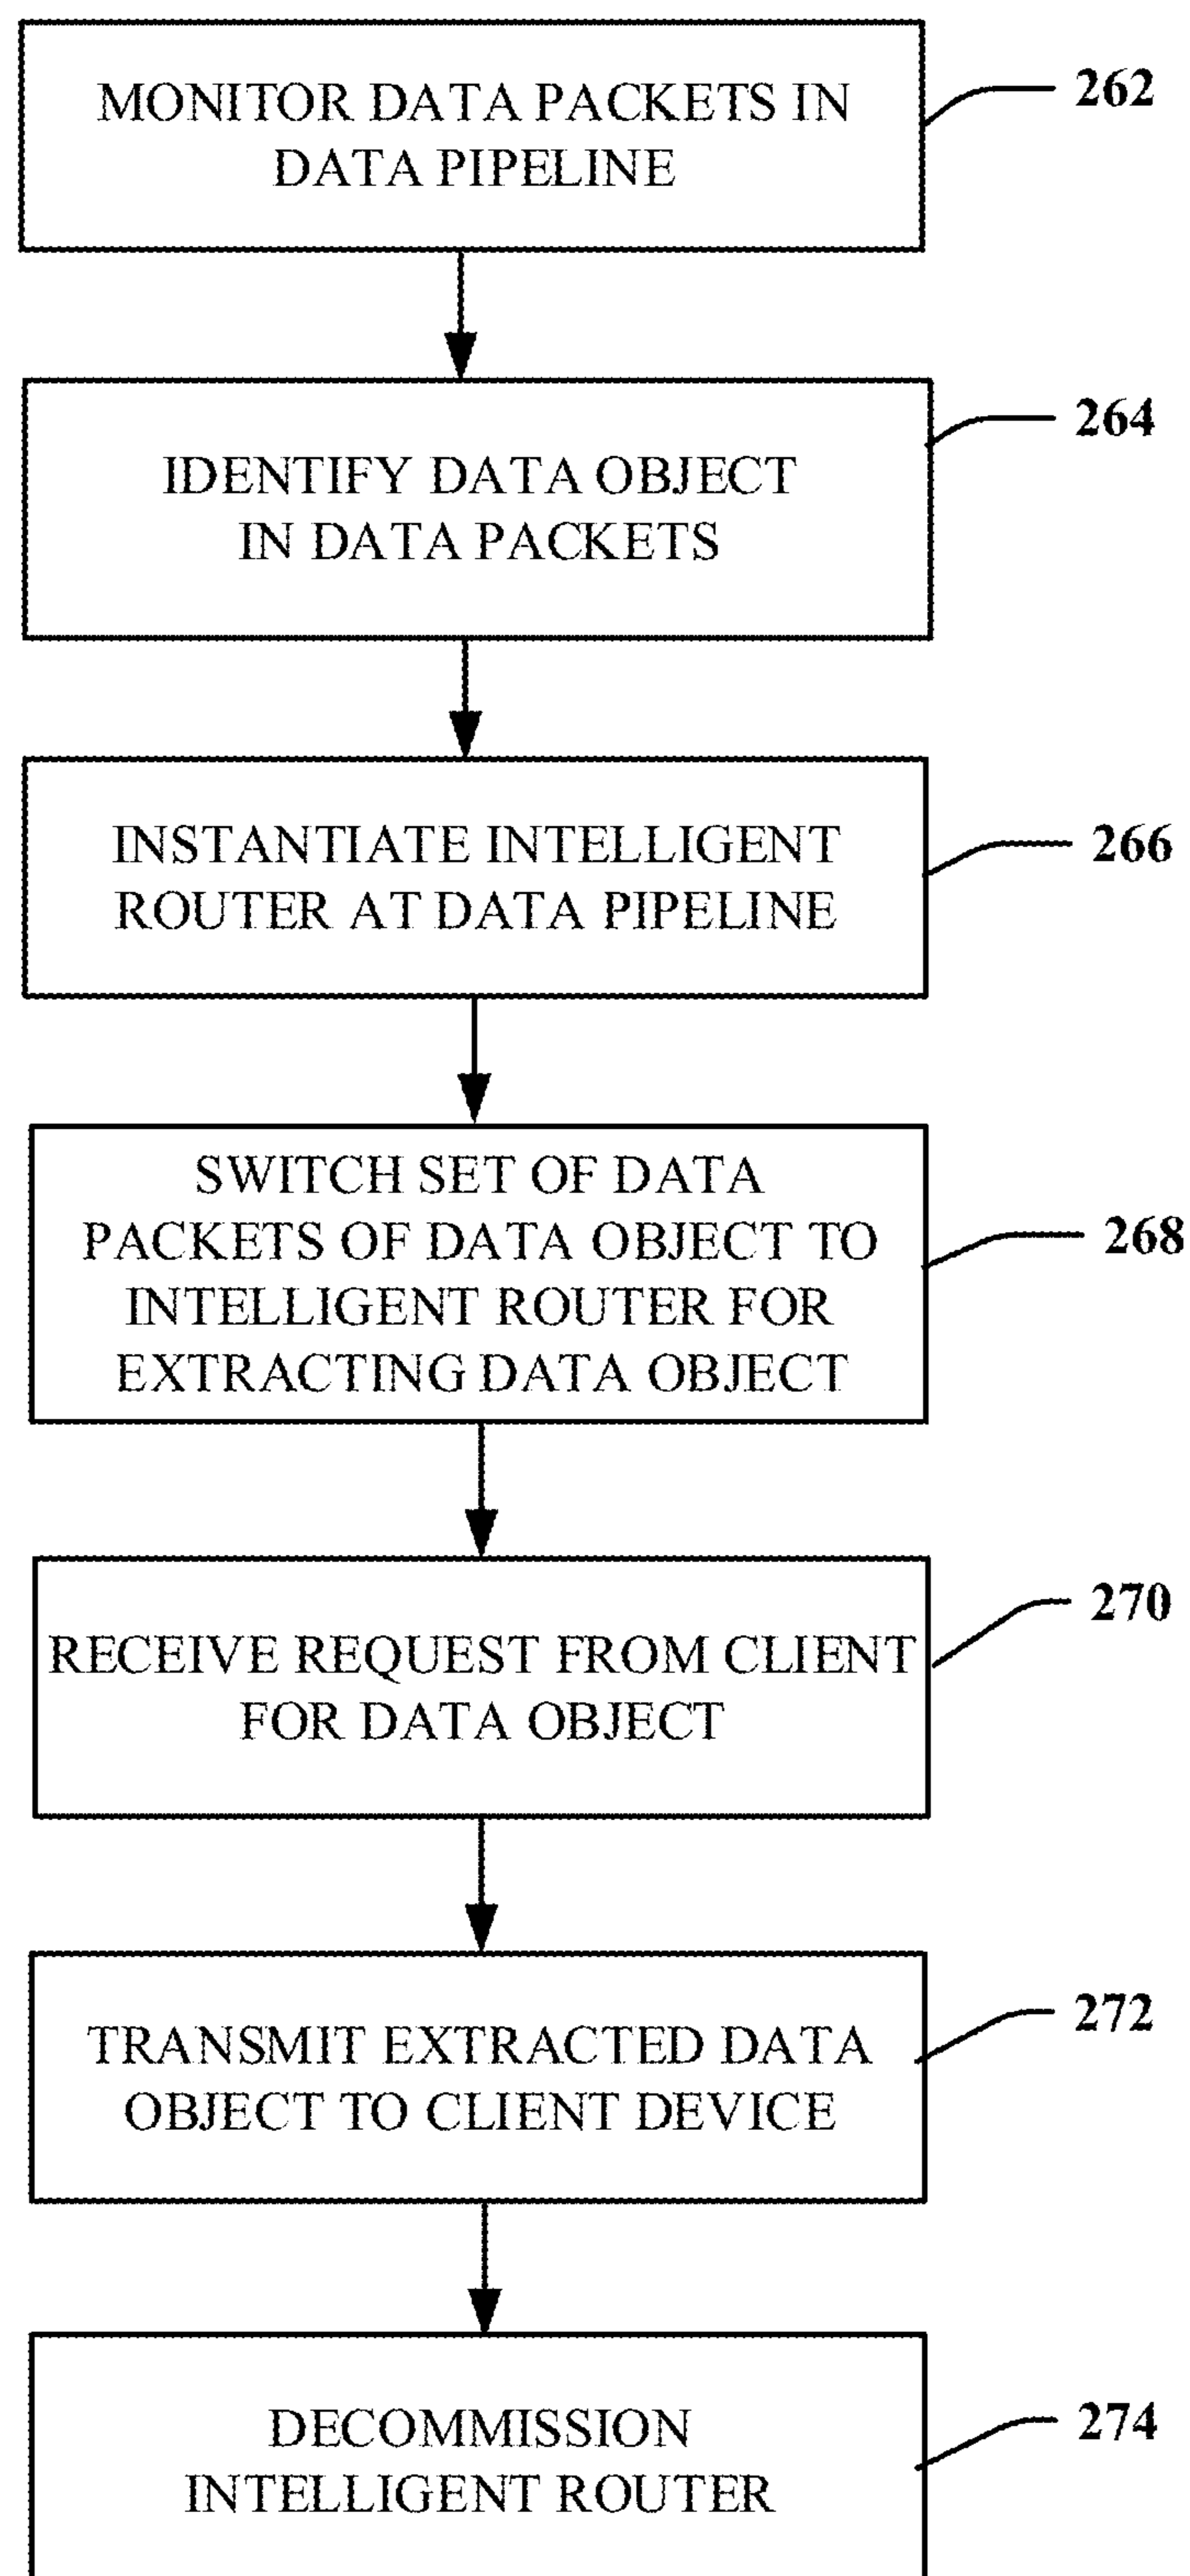 MONITOR DATA PACKETS IN
DATA PIPELINE
262
IDENTIFY DATA OBJECT
IN DATA PACKETS
264
INSTANTIATE INTELLIGENT
ROUTER AT DATA PIPELINE
266
SWITCH SET OF DATA
PACKETS OF DATA OBJECT TO
INTELLIGENT ROUTER FOR
EXTRACTING DATA OBJECT
268
RECEIVE REQUEST FROM CLIENT
FOR DATA OBJECT
270
TRANSMIT EXTRACTED DATA
OBJECT TO CLIENT DEVICE
272
DECOMMISSION
INTELLIGENT ROUTER
274